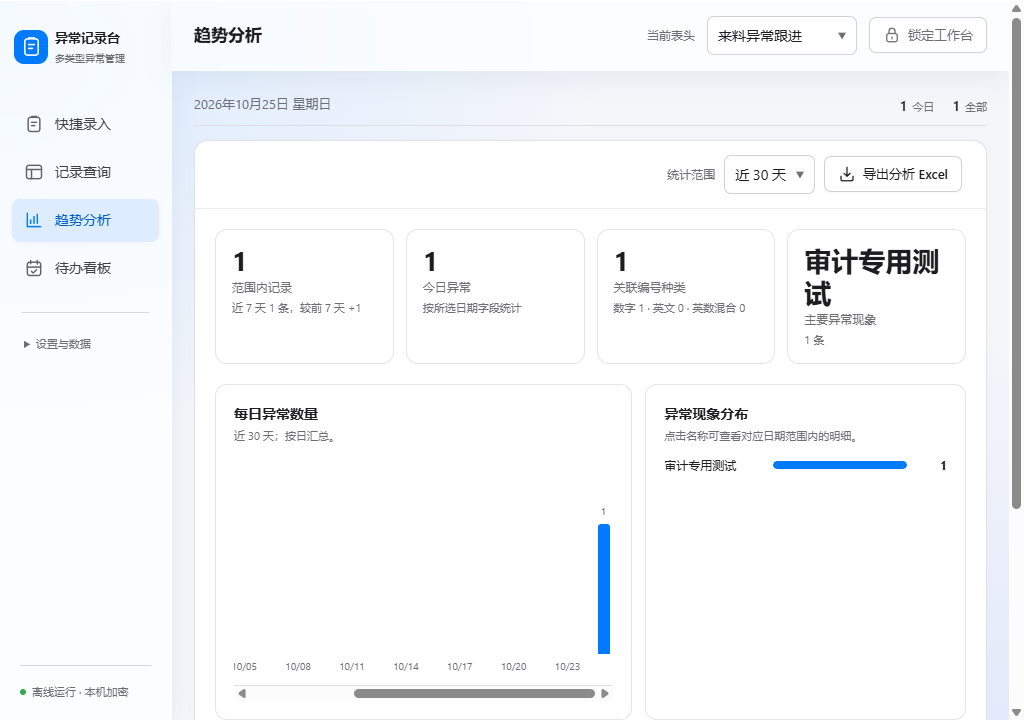 异常记录台
多类型异常管理
快捷录入
记录查询
趋势分析
待办看板
设置与数据
离线运行 · 本机加密
趋势分析
当前表头
来料异常跟进
锁定工作台
2026年10月25日 星期日
1 今日 1 全部
统计范围
近 30 天
导出分析 Excel
1
范围内记录
近 7 天 1 条，较前 7 天 +1
1
今日异常
按所选日期字段统计
1
关联编号种类
数字 1 · 英文 0 · 英数混合 0
审计专用测
试
主要异常现象
1 条
每日异常数量
近 30 天；按日汇总。
1
10/05 10/08 10/11 10/14 10/17 10/20 10/23
异常现象分布
点击名称可查看对应日期范围内的明细。
审计专用测试 1